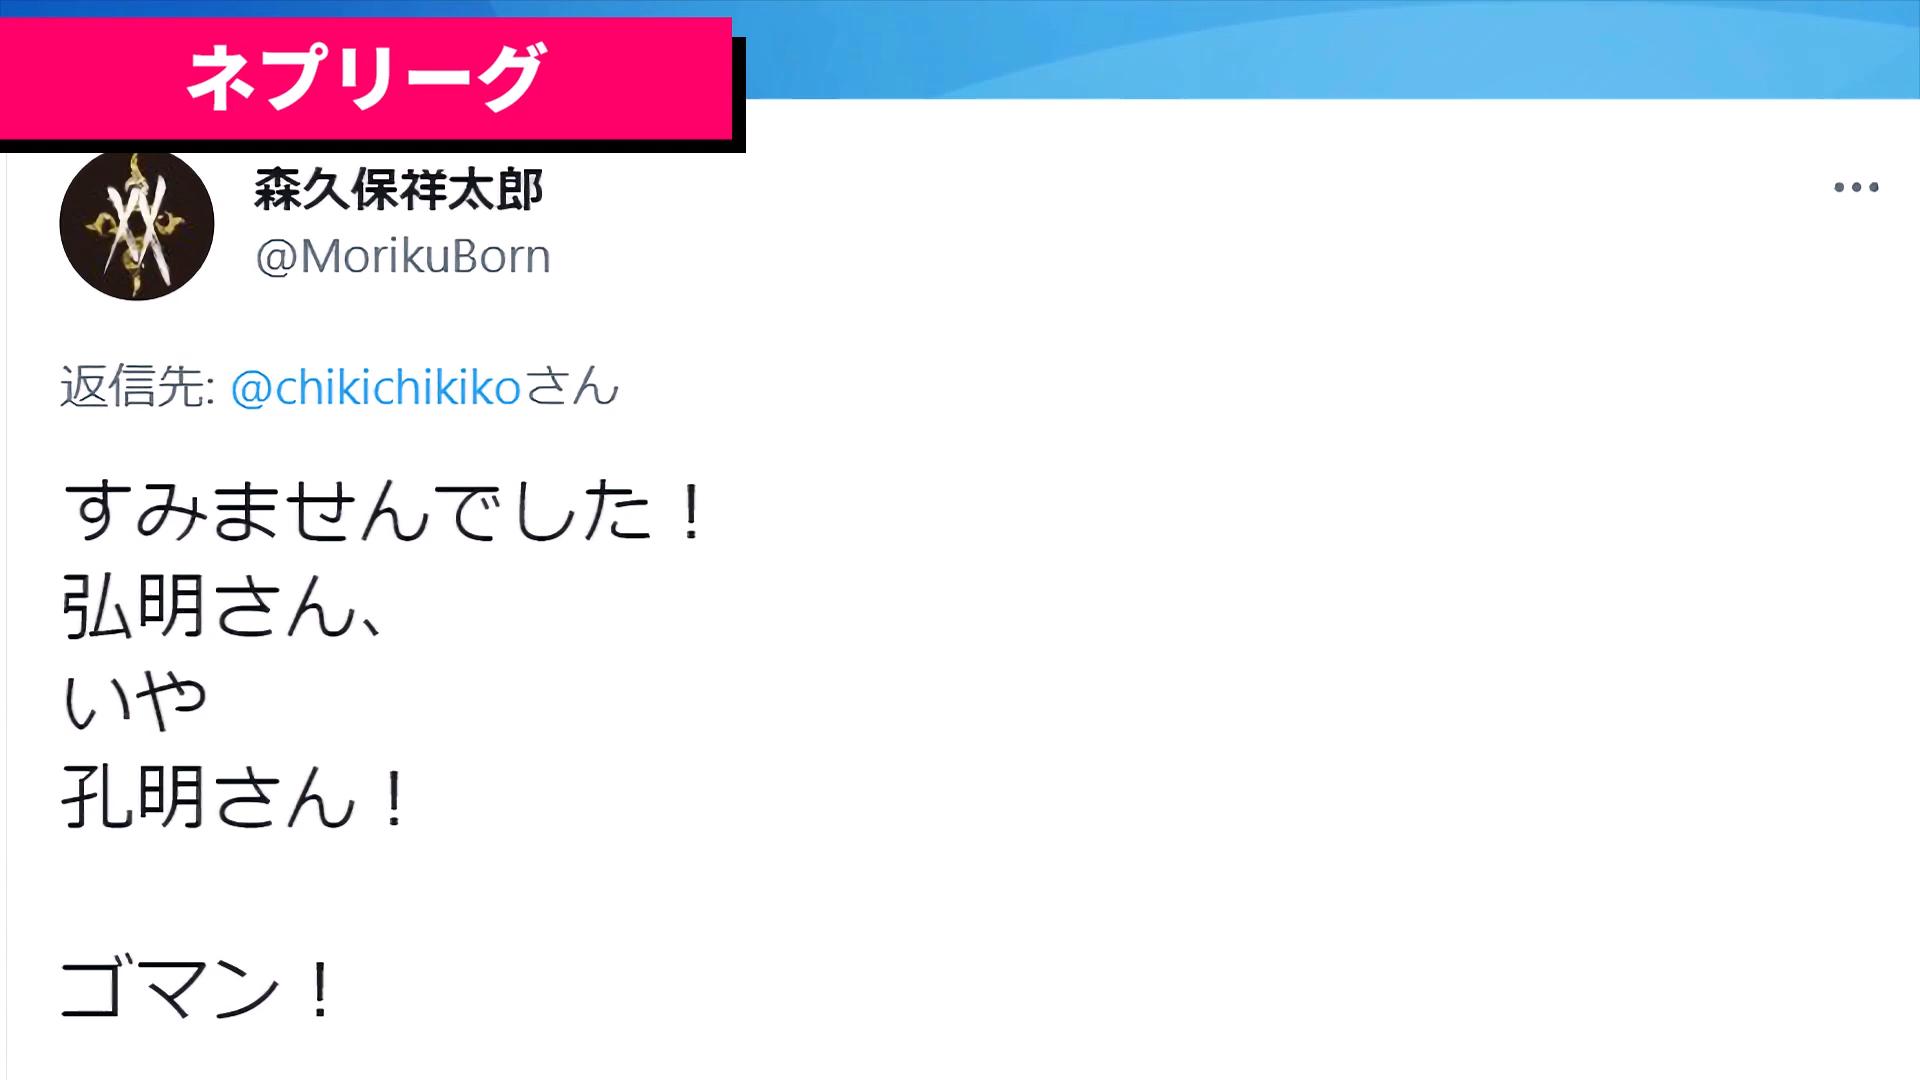 ネプリーグ
森久保祥太郎
@MorikuBorn
返信先: @chikichikikoさん
すみませんでした！
弘明さん、
いや
孔明さん！
ゴマン！